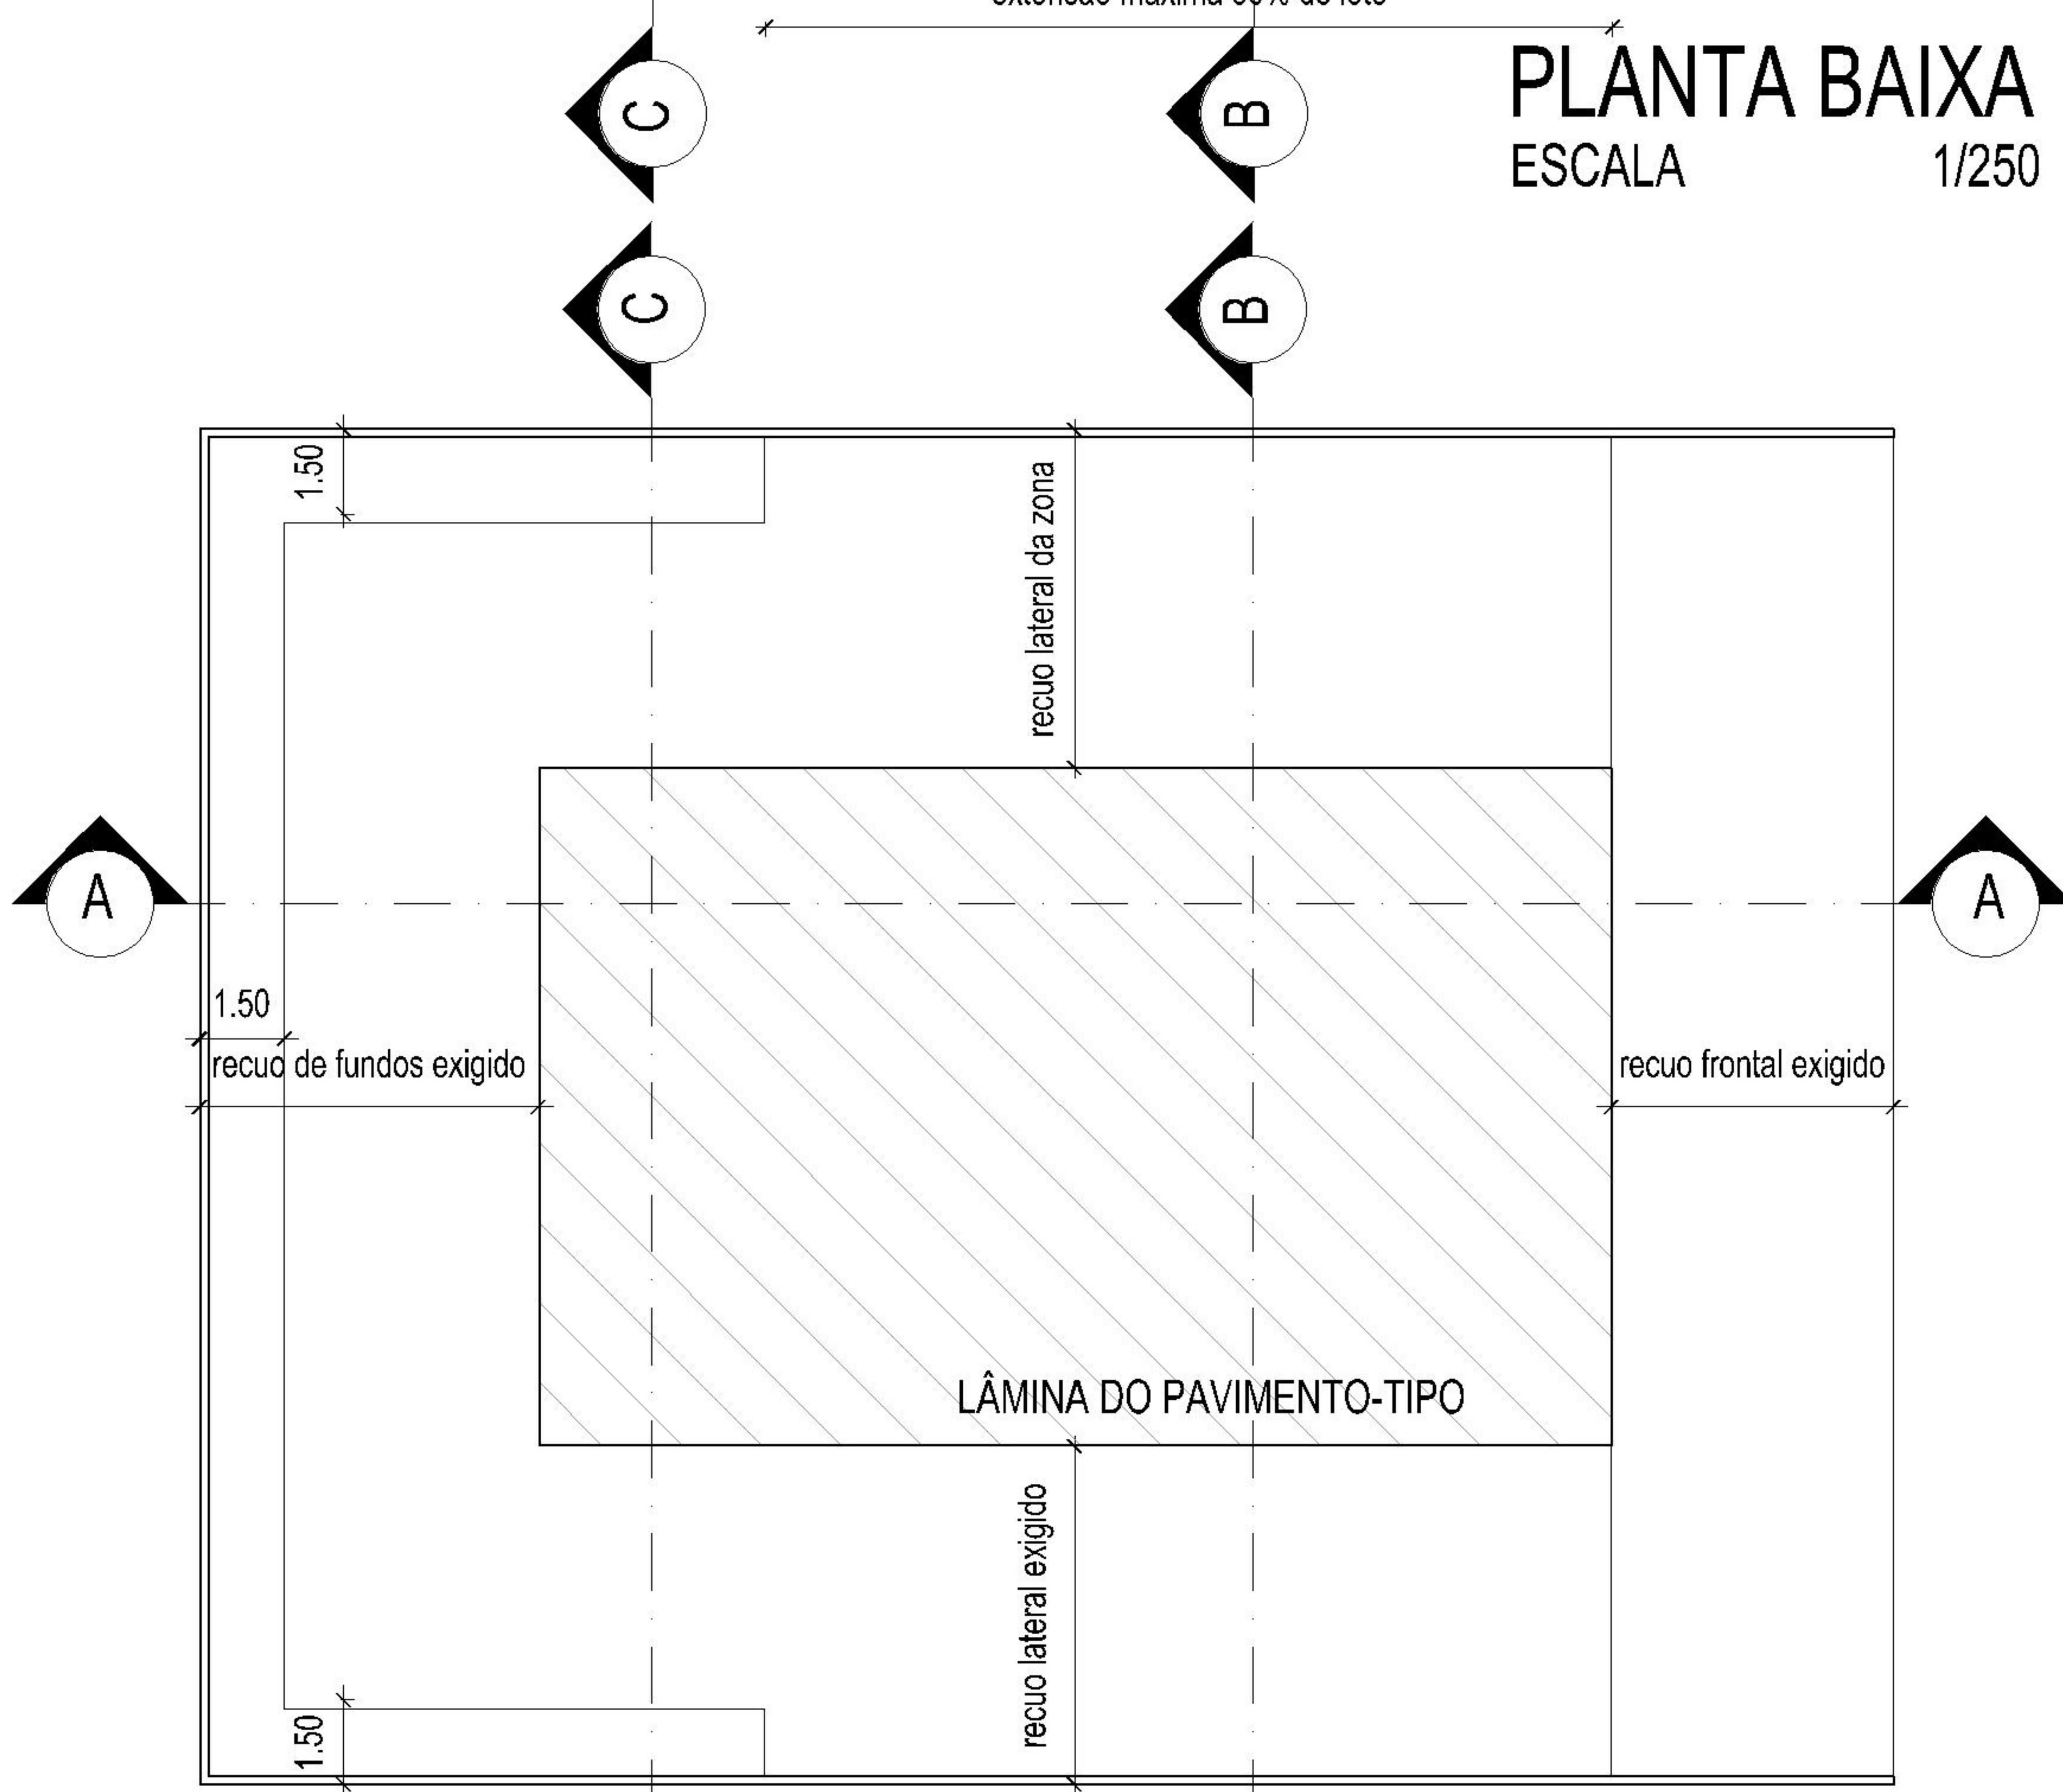 PLANTA BAIXA
ESCALA 1/250
C
B
C
B
1.50
recuo lateral da zona
A
A
1.50
recuo de fundos exigido
recuo frontal exigido
LÂMINA DO PAVIMENTO-TIPO
recuo lateral exigido
1.50